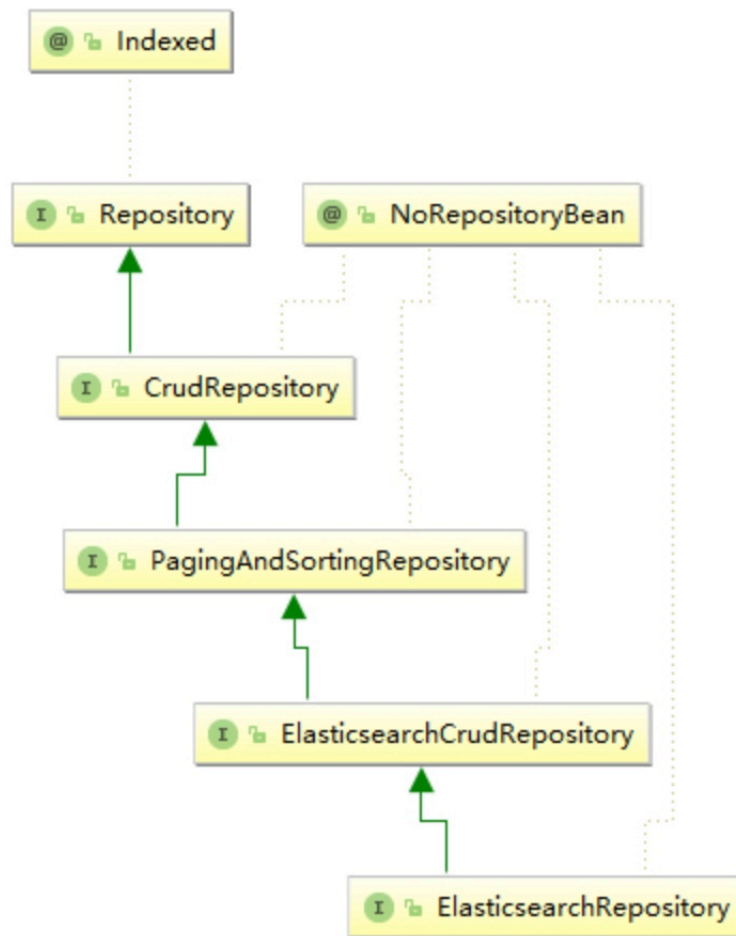 @ Indexed
I Repository
@ NoRepositoryBean
I CrudRepository
I PagingAndSortingRepository
I ElasticsearchCrudRepository
I ElasticsearchRepository